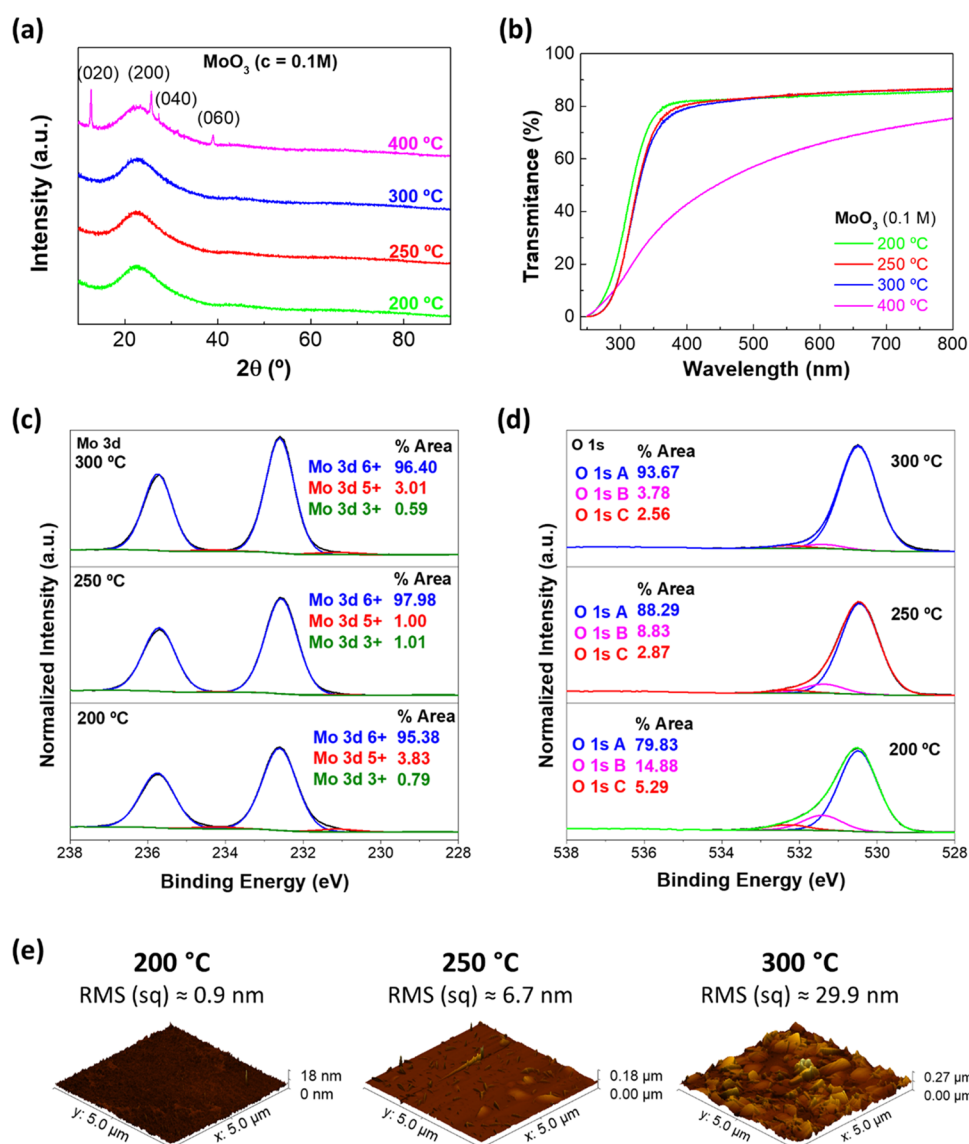 (a)
MoO3 (c = 0.1M)
(020)
(200)
(040)
(060)
400 ºC
300 ºC
250 ºC
200 ºC
Intensity (a.u.)
20 40 60 80
2θ (º)
(b)
Transmitance (%)
100
80
60
40
20
0
MoO3 (0.1 M)
200 ºC
250 ºC
300 ºC
400 ºC
300 400 500 600 700 800
Wavelength (nm)
(c)
Normalized Intensity (a.u.)
Mo 3d
300 ºC
% Area
Mo 3d 6+ 96.40
Mo 3d 5+ 3.01
Mo 3d 3+ 0.59
250 ºC
% Area
Mo 3d 6+ 97.98
Mo 3d 5+ 1.00
Mo 3d 3+ 1.01
200 ºC
% Area
Mo 3d 6+ 95.38
Mo 3d 5+ 3.83
Mo 3d 3+ 0.79
238 236 234 232 230 228
Binding Energy (eV)
(d)
Normalized Intensity (a.u.)
O 1s
300 ºC
% Area
O 1s A 93.67
O 1s B 3.78
O 1s C 2.56
250 ºC
% Area
O 1s A 88.29
O 1s B 8.83
O 1s C 2.87
200 ºC
% Area
O 1s A 79.83
O 1s B 14.88
O 1s C 5.29
538 536 534 532 530 528
Binding Energy (eV)
(e)
200 °C
RMS (sq) ≈ 0.9 nm
18 nm
0 nm
y: 5.0 µm
x: 5.0 µm
250 °C
RMS (sq) ≈ 6.7 nm
0.18 µm
0.00 µm
y: 5.0 µm
x: 5.0 µm
300 °C
RMS (sq) ≈ 29.9 nm
0.27 µm
0.00 µm
y: 5.0 µm
x: 5.0 µm